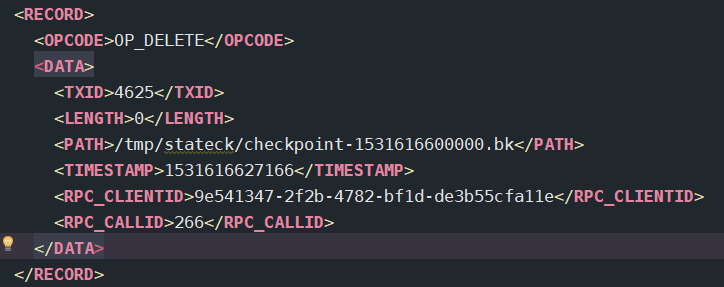 <RECORD>
<OPCODE>OP_DELETE</OPCODE>
<DATA>
<TXID>4625</TXID>
<LENGTH>0</LENGTH>
<PATH>/tmp/stateck/checkpoint-1531616600000.bk</PATH>
<TIMESTAMP>1531616627166</TIMESTAMP>
<RPC_CLIENTID>9e541347-2f2b-4782-bf1d-de3b55cfa11e</RPC_CLIENTID>
<RPC_CALLID>266</RPC_CALLID>
</DATA>
</RECORD>